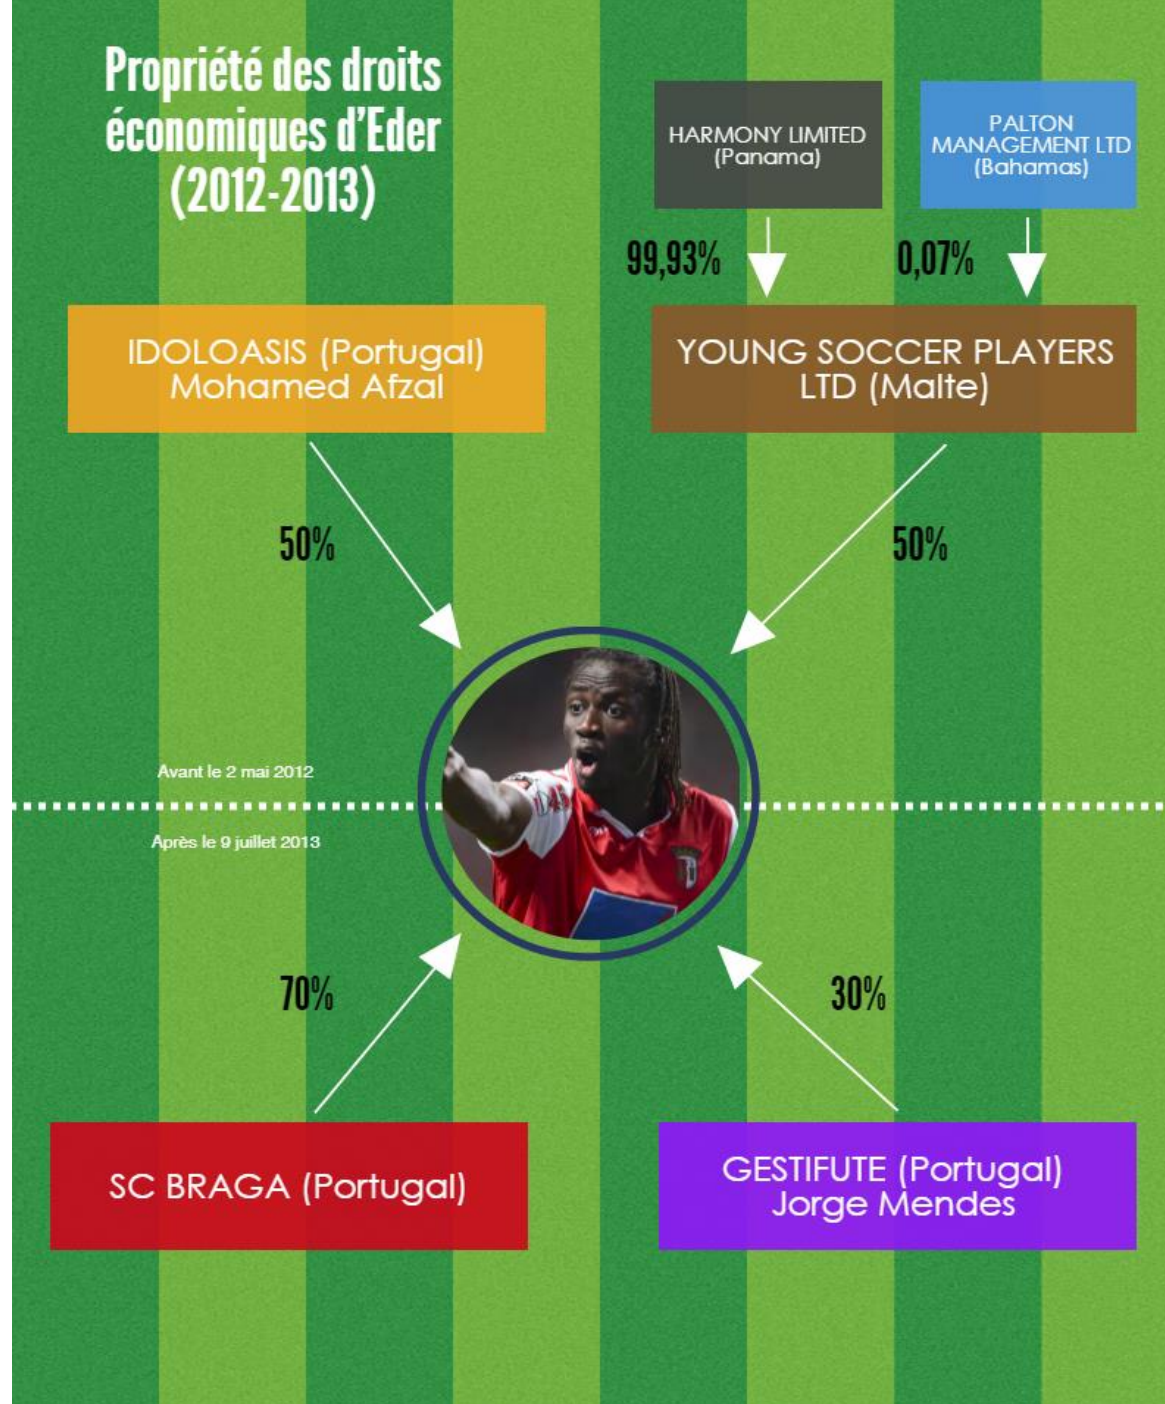 Propriété des droits
économiques d'Eder
(2012-2013)
HARMONY LIMITED
(Panama)
PALTON
MANAGEMENT LTD
(Bahamas)
99,93%
0,07%
IDOLOASIS (Portugal)
Mohamed Afzal
YOUNG SOCCER PLAYERS
LTD (Malte)
50%
50%
Avant le 2 mai 2012
Après le 9 juillet 2013
70%
30%
SC BRAGA (Portugal)
GESTIFUTE (Portugal)
Jorge Mendes